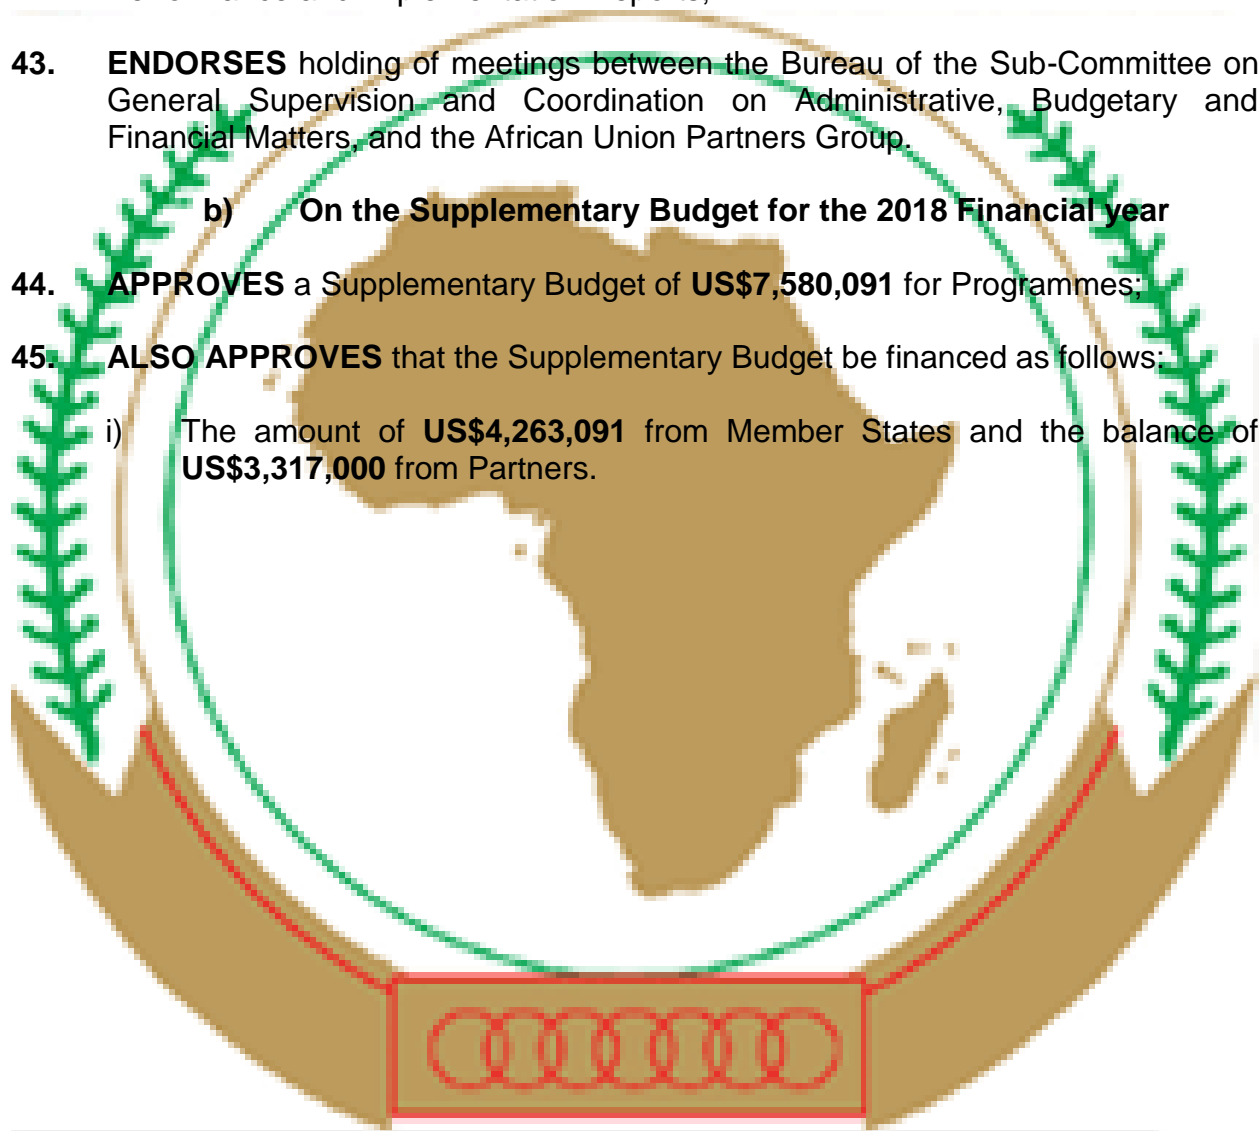 43. ENDORSES holding of meetings between the Bureau of the Sub-Committee on
General Supervision and Coordination on Administrative, Budgetary and
Financial Matters, and the African Union Partners Group.
b) On the Supplementary Budget for the 2018 Financial year
44. APPROVES a Supplementary Budget of US$7,580,091 for Programmes;
45. ALSO APPROVES that the Supplementary Budget be financed as follows:
i) The amount of US$4,263,091 from Member States and the balance of
US$3,317,000 from Partners.